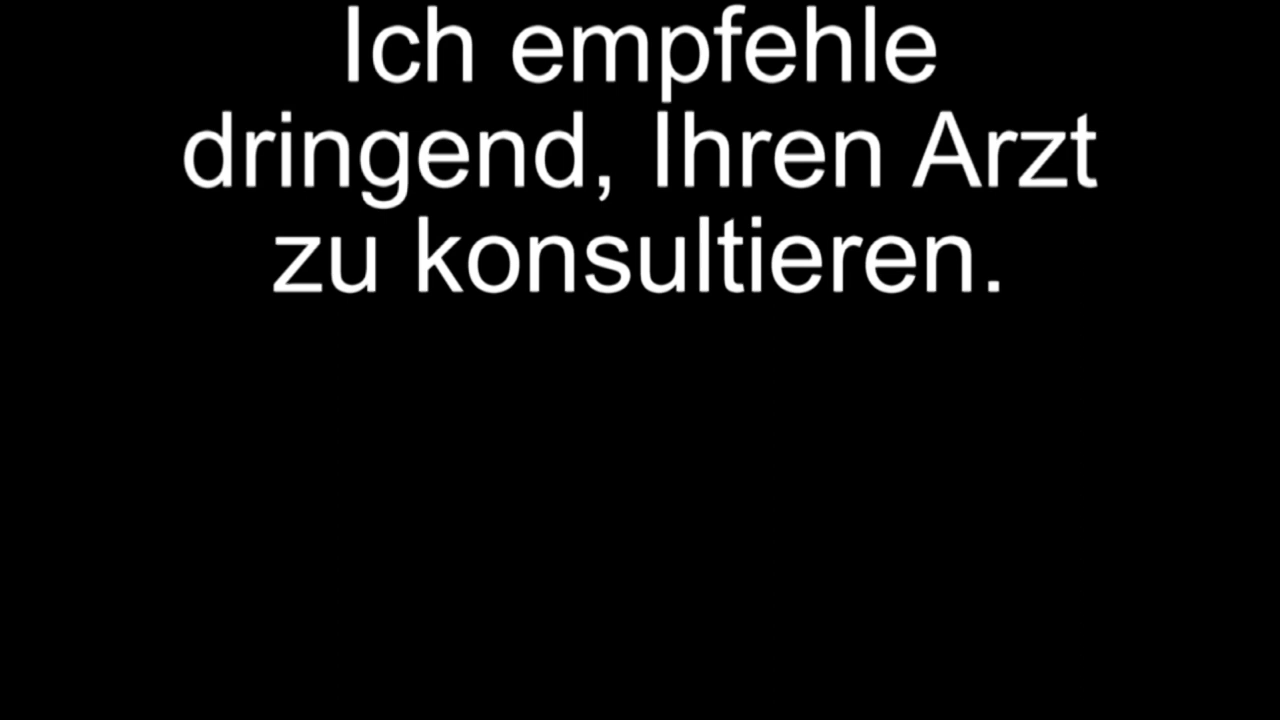 Ich empfehle
dringend, Ihren Arzt
zu konsultieren.